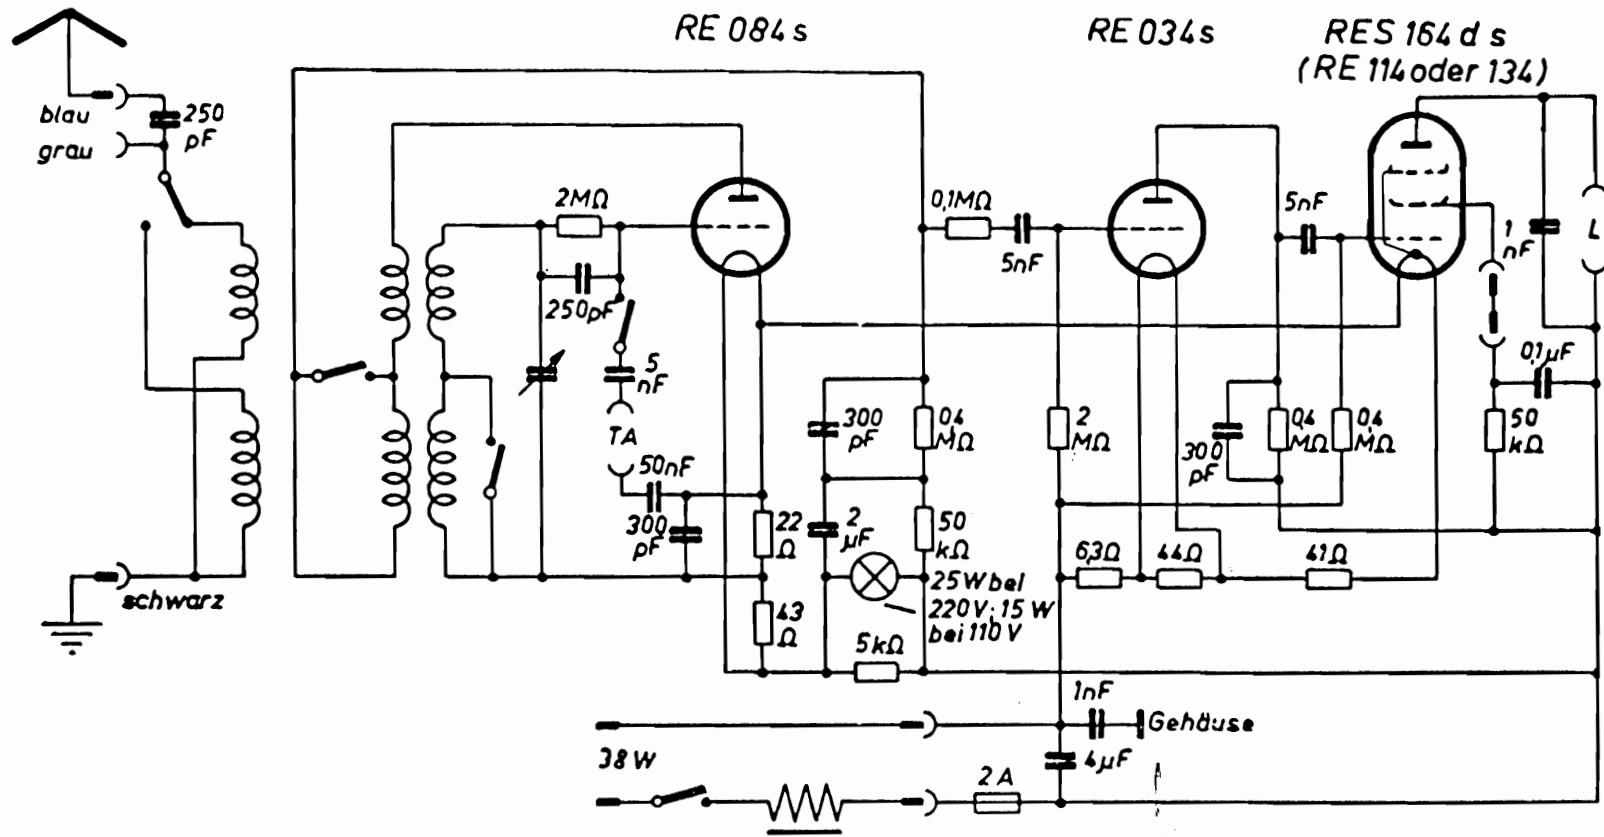 RE 084 s
RE 034 s
RES 164 d s
(RE 114 oder 134)
blau
grau
250
pF
2MΩ
0,1MΩ
5nF
5nF
1
nF
L
250pF
5
nF
TA
50nF
300
pF
22
Ω
43
Ω
300
pF
0,4
MΩ
2
µF
50
kΩ
2
MΩ
300
pF
0,4
MΩ
0,4
MΩ
0,1µF
50
kΩ
6,3Ω
44Ω
41Ω
schwarz
25W bei
220V; 15 W
bei 110 V
5kΩ
1nF
Gehäuse
38W
2A
4µF